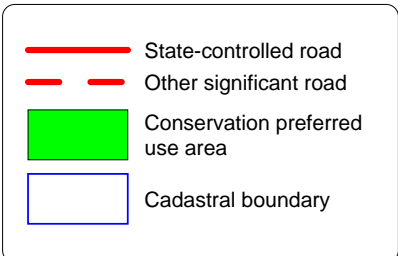 State-controlled road
Other significant road
Conservation preferred
use area
Cadastral boundary